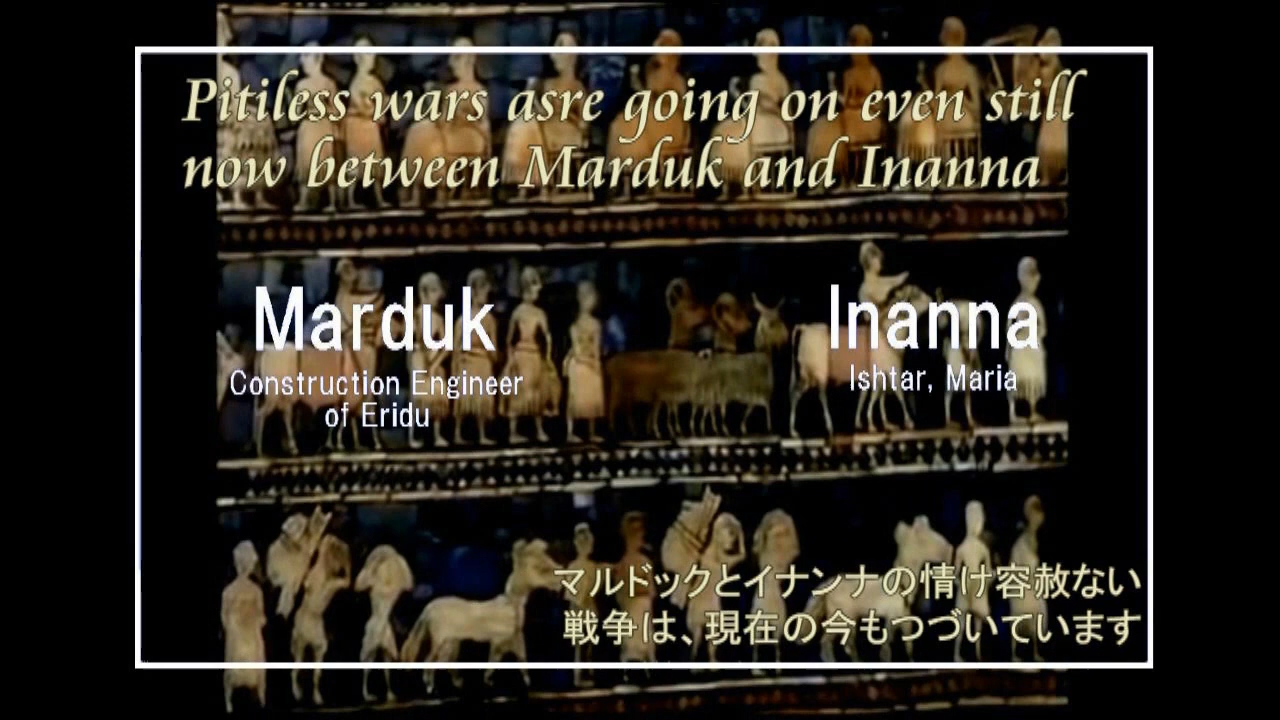 Pitiless wars asre going on even still
now between Marduk and Inanna
Marduk
Construction Engineer
of Eridu
Inanna
Ishtar, Maria
マルドックとイナンナの情け容赦ない
戦争は、現在の今もつづいています